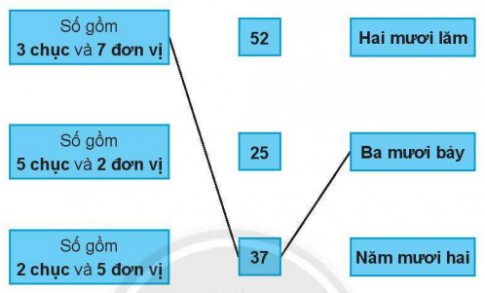 Số gồm
3 chục và 7 đơn vị
52
Hai mươi lăm
Số gồm
5 chục và 2 đơn vị
25
Ba mươi bảy
Số gồm
2 chục và 5 đơn vị
37
Năm mươi hai